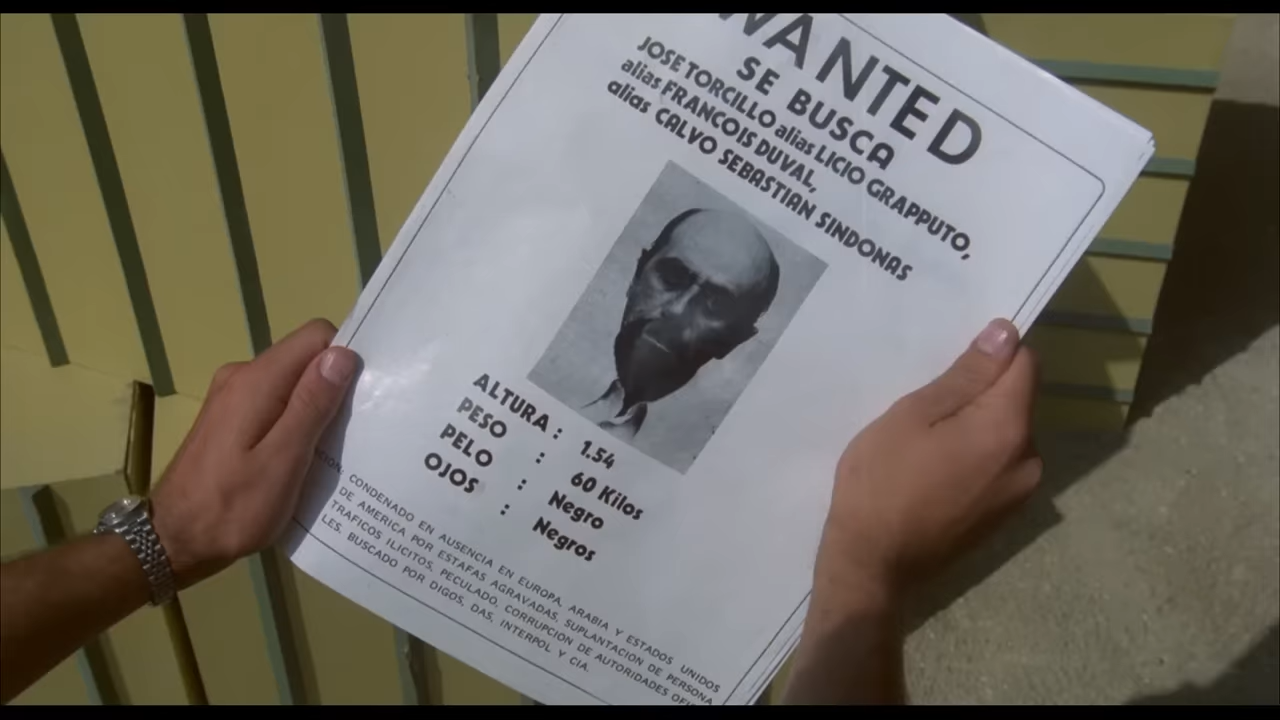 WANTED
SE BUSCA
JOSE TORCILLO alias LICIO GRAPPUTO,
alias FRANCOIS DUVAL,
alias CALVO SEBASTIAN SINDONAS
ALTURA : 1.54
PESO : 60 Kilos
PELO : Negro
OJOS : Negros
CONDENADO EN AUSENCIA EN EUROPA, ARABIA Y ESTADOS UNIDOS
DE AMERICA POR ESTAFAS AGRAVADAS, SUPLANTACION DE PERSONA
TRAFICOS ILICITOS, PECULADO, CORRUPCION DE AUTORIDADES
LES, BUSCADO POR DIGOS, DAS, INTERPOL Y CIA.